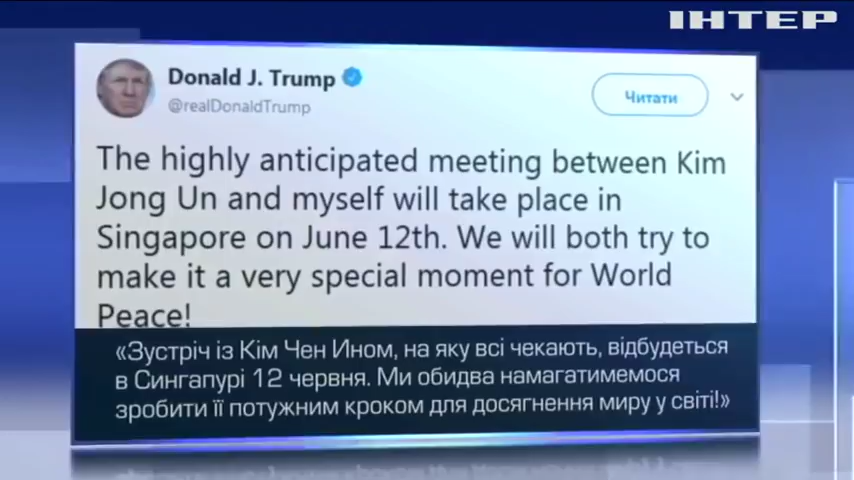 ІНТЕР
Donald J. Trump
@realDonaldTrump
Читати
The highly anticipated meeting between Kim
Jong Un and myself will take place in
Singapore on June 12th. We will both try to
make it a very special moment for World
Peace!
«Зустріч із Кім Чен Ином, на яку всі чекають, відбудеться
в Сингапурі 12 червня. Ми обидва намагатимемося
зробити її потужним кроком для досягнення миру у світі!»